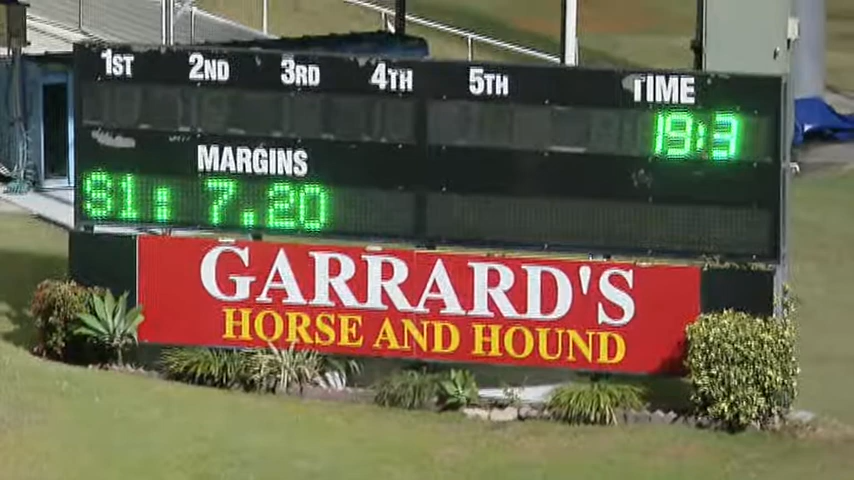 1ST 2ND 3RD 4TH 5TH TIME
19:3
MARGINS
81: 7.20
GARRARD'S
HORSE AND HOUND